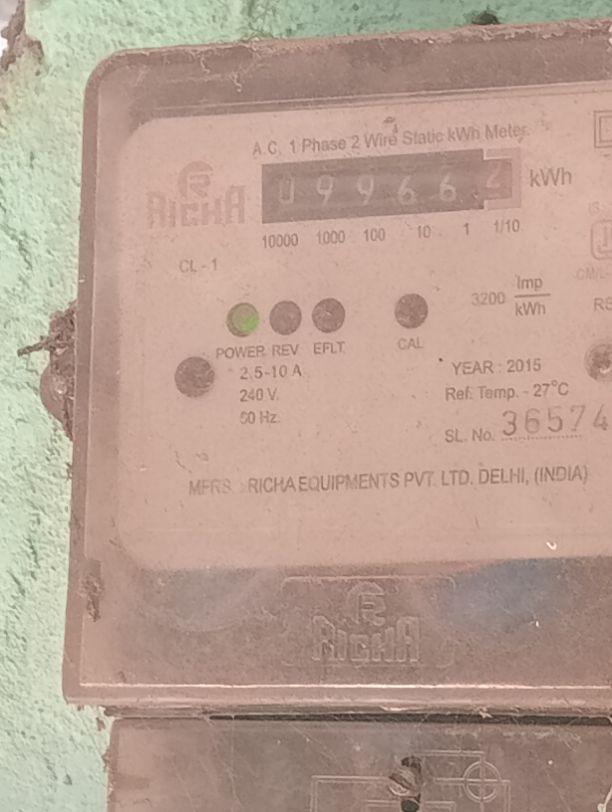 A.C. 1 Phase 2 Wire Static kWh Meter.
RICHA
0 9 9 6 6 2 kWh
10000 1000 100 10 1 1/10
CL - 1
3200 Imp
kWh
POWER REV EFLT CAL
2.5-10 A
240 V.
50 Hz.
YEAR : 2015
Ref. Temp. - 27°C
SL. No. 36574
MFRS. : RICHA EQUIPMENTS PVT. LTD. DELHI, (INDIA)
RICHA